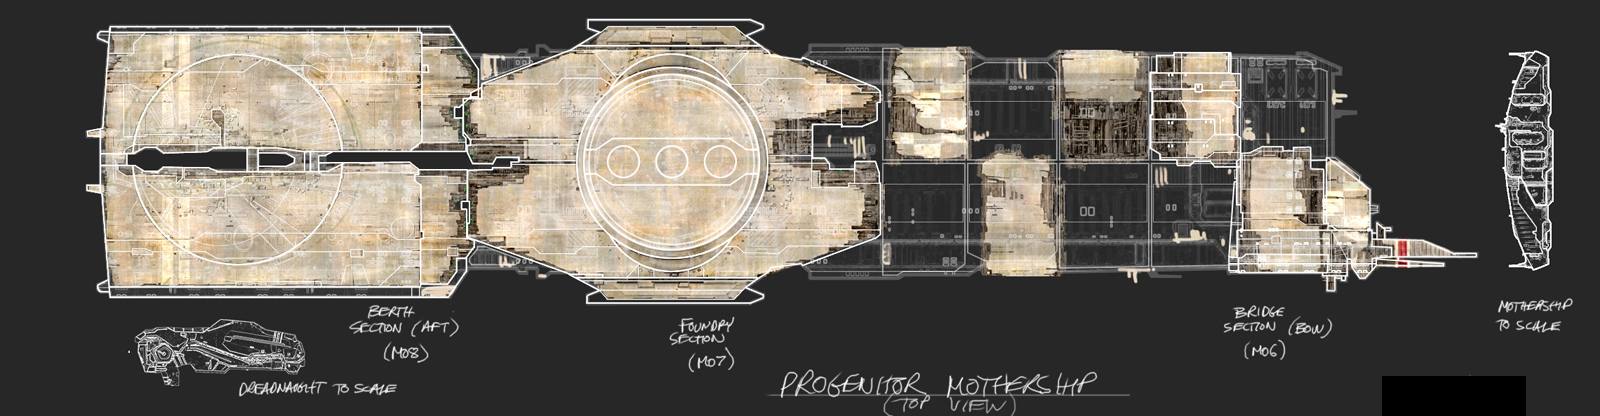 BERTH
SECTION (AFT)
(M08)
FOUNDRY
SECTION
(M07)
BRIDGE
SECTION (BOW)
(M06)
MOTHERSHIP
TO SCALE
DREADNAUGHT TO SCALE
PROGENITOR MOTHERSHIP
(TOP VIEW)